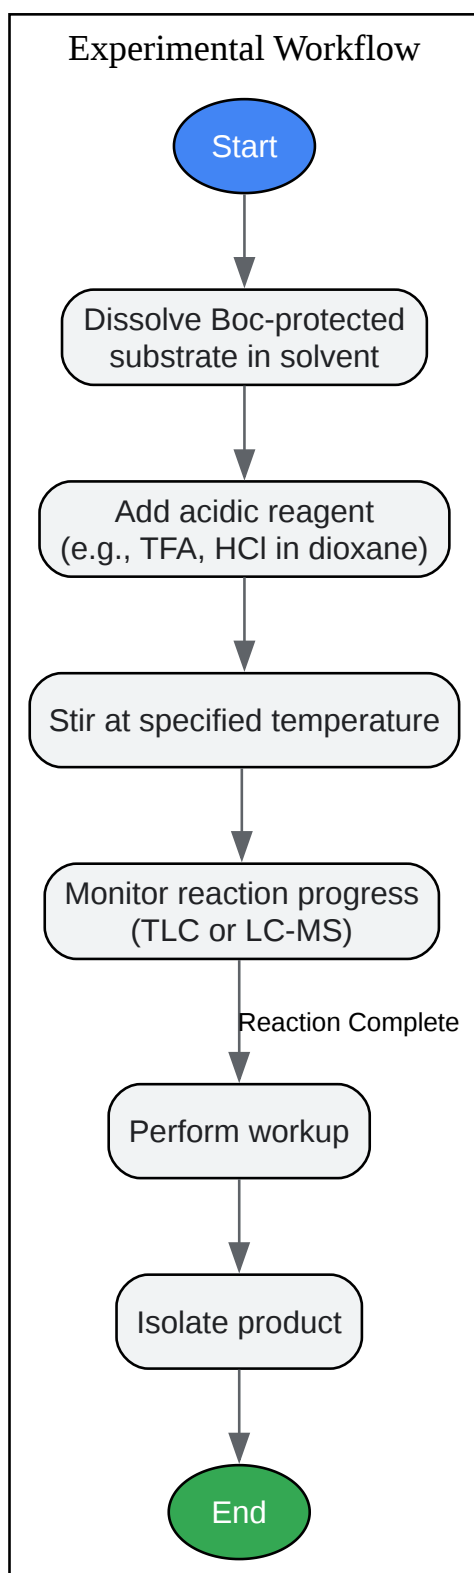 Experimental Workflow
Start
Dissolve Boc-protected
substrate in solvent
Add acidic reagent
(e.g., TFA, HCl in dioxane)
Stir at specified temperature
Monitor reaction progress
(TLC or LC-MS)
Reaction Complete
Perform workup
Isolate product
End